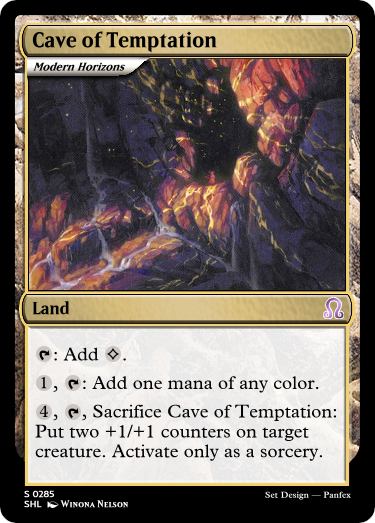 Cave of Temptation
Modern Horizons
Land
: Add .
1, : Add one mana of any color.
4, , Sacrifice Cave of Temptation:
Put two +1/+1 counters on target
creature. Activate only as a sorcery.
S 0285
SHL Winona Nelson
Set Design — Panfex